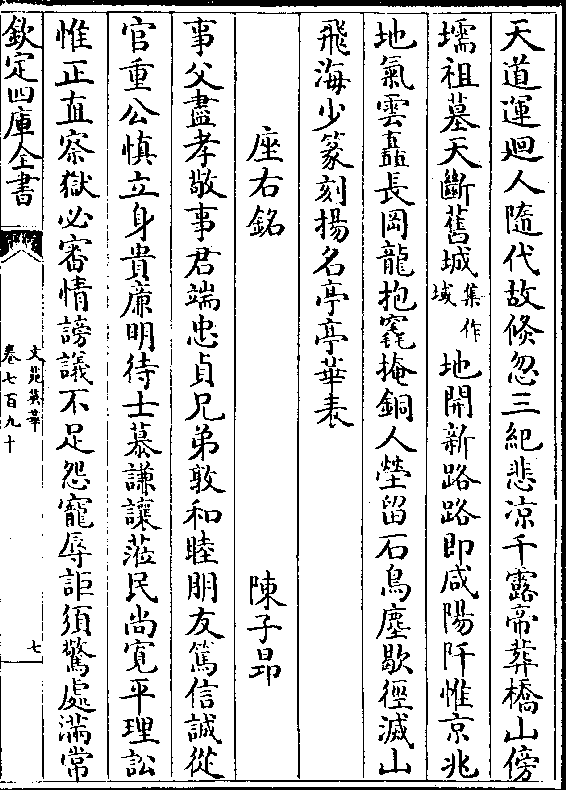 天道運廻人隨代故倏忽三紀悲凉千露帝葬橋山傍
壖祖墓天斷舊城集作域地開新路路即咸陽阡惟京兆
地氣雲矗長岡龍抱窕掩銅人塋留石鳥塵歇徑滅山
飛海少篆刻揚名亭亭華表
座右銘 陳子昻
事父盡孝敬事君端忠貞兄弟敦和睦朋友篤信誠從
官重公慎立身貴廉明待士慕謙讓蒞民尚寛平理訟
惟正直察獄必審情謗議不足怨寵辱詎須驚處滿常
欽定四庫全書
文苑英華
卷七百九十
七